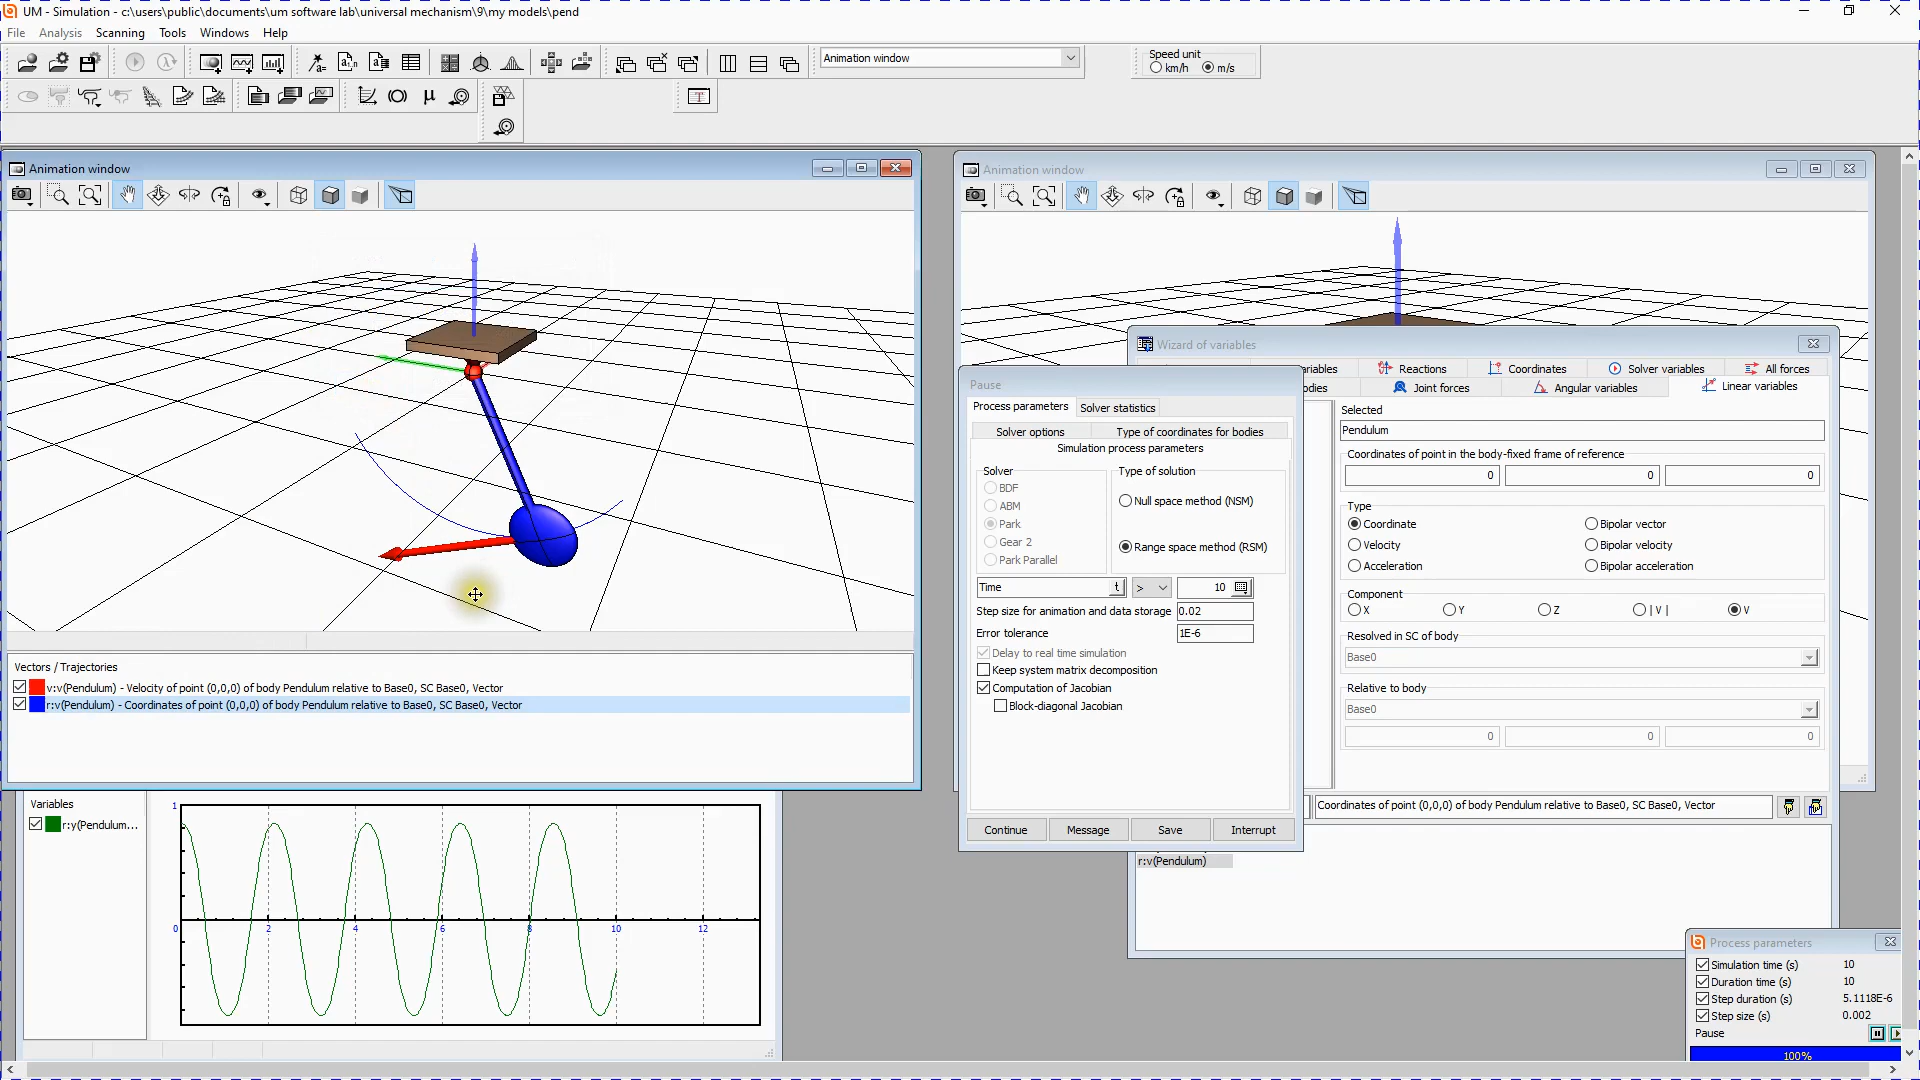 UM - Simulation - c:\users\public\documents\um software lab\universal mechanism\9\my models\pend
File Analysis Scanning Tools Windows Help
Animation window
Speed unit
km/h m/s
Animation window
Vectors / Trajectories
v:v(Pendulum) - Velocity of point (0,0,0) of body Pendulum relative to Base0, SC Base0, Vector
r:v(Pendulum) - Coordinates of point (0,0,0) of body Pendulum relative to Base0, SC Base0, Vector
Variables
r:y(Pendulum...
1
0 2 4 6 8 10 12
Animation window
Wizard of variables
ariables Reactions Coordinates Solver variables All forces
odies Joint forces Angular variables Linear variables
Selected
Pendulum
Coordinates of point in the body-fixed frame of reference
0 0 0
Type
Coordinate Bipolar vector
Velocity Bipolar velocity
Acceleration Bipolar acceleration
Component
X Y Z |V| V
Resolved in SC of body
Base0
Relative to body
Base0
0 0 0
Coordinates of point (0,0,0) of body Pendulum relative to Base0, SC Base0, Vector
r:v(Pendulum)
Pause
Process parameters Solver statistics
Solver options Type of coordinates for bodies
Simulation process parameters
Solver Type of solution
BDF
ABM Null space method (NSM)
Park
Gear 2 Range space method (RSM)
Park Parallel
Time t > 10
Step size for animation and data storage 0.02
Error tolerance 1E-6
Delay to real time simulation
Keep system matrix decomposition
Computation of Jacobian
Block-diagonal Jacobian
Continue Message Save Interrupt
Process parameters
Simulation time (s) 10
Duration time (s) 10
Step duration (s) 5.1118E-6
Step size (s) 0.002
Pause
100%